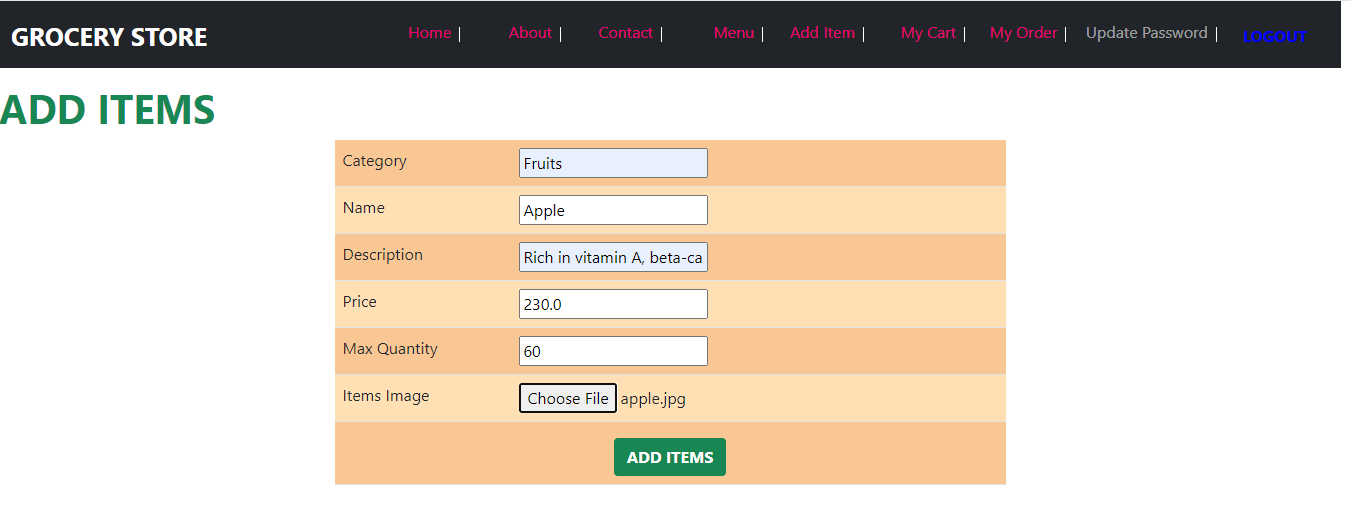 GROCERY STORE Home | About | Contact | Menu | Add Item | My Cart | My Order | Update Password | LOGOUT
ADD ITEMS
Category Fruits
Name Apple
Description Rich in vitamin A, beta-ca
Price 230.0
Max Quantity 60
Items Image Choose File apple.jpg
ADD ITEMS